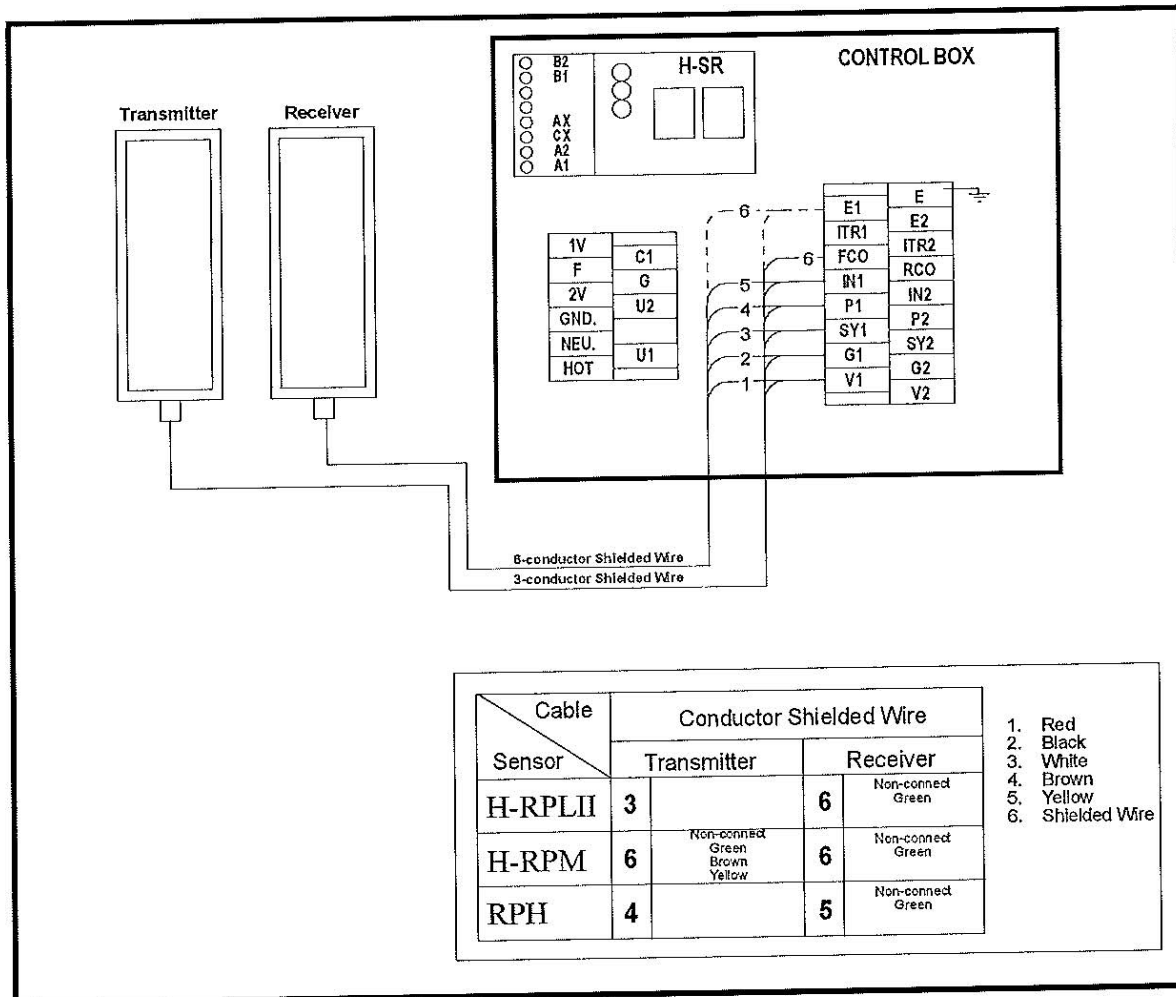 CONTROL BOX
H-SR
B2
B1
AX
CX
A2
A1
Transmitter
Receiver
1V
F
2V
GND.
NEU.
HOT
C1
G
U2
U1
6
6
5
4
3
2
1
E1
ITR1
FCO
IN1
P1
SY1
G1
V1
E
E2
ITR2
RCO
IN2
P2
SY2
G2
V2
6-conductor Shielded Wire
3-conductor Shielded Wire
Cable
Sensor
Conductor Shielded Wire
Transmitter
Receiver
H-RPLII
3
6
Non-connect
Green
H-RPM
6
Non-connect
Green
Brown
Yellow
6
Non-connect
Green
RPH
4
5
Non-connect
Green
1. Red
2. Black
3. White
4. Brown
5. Yellow
6. Shielded Wire